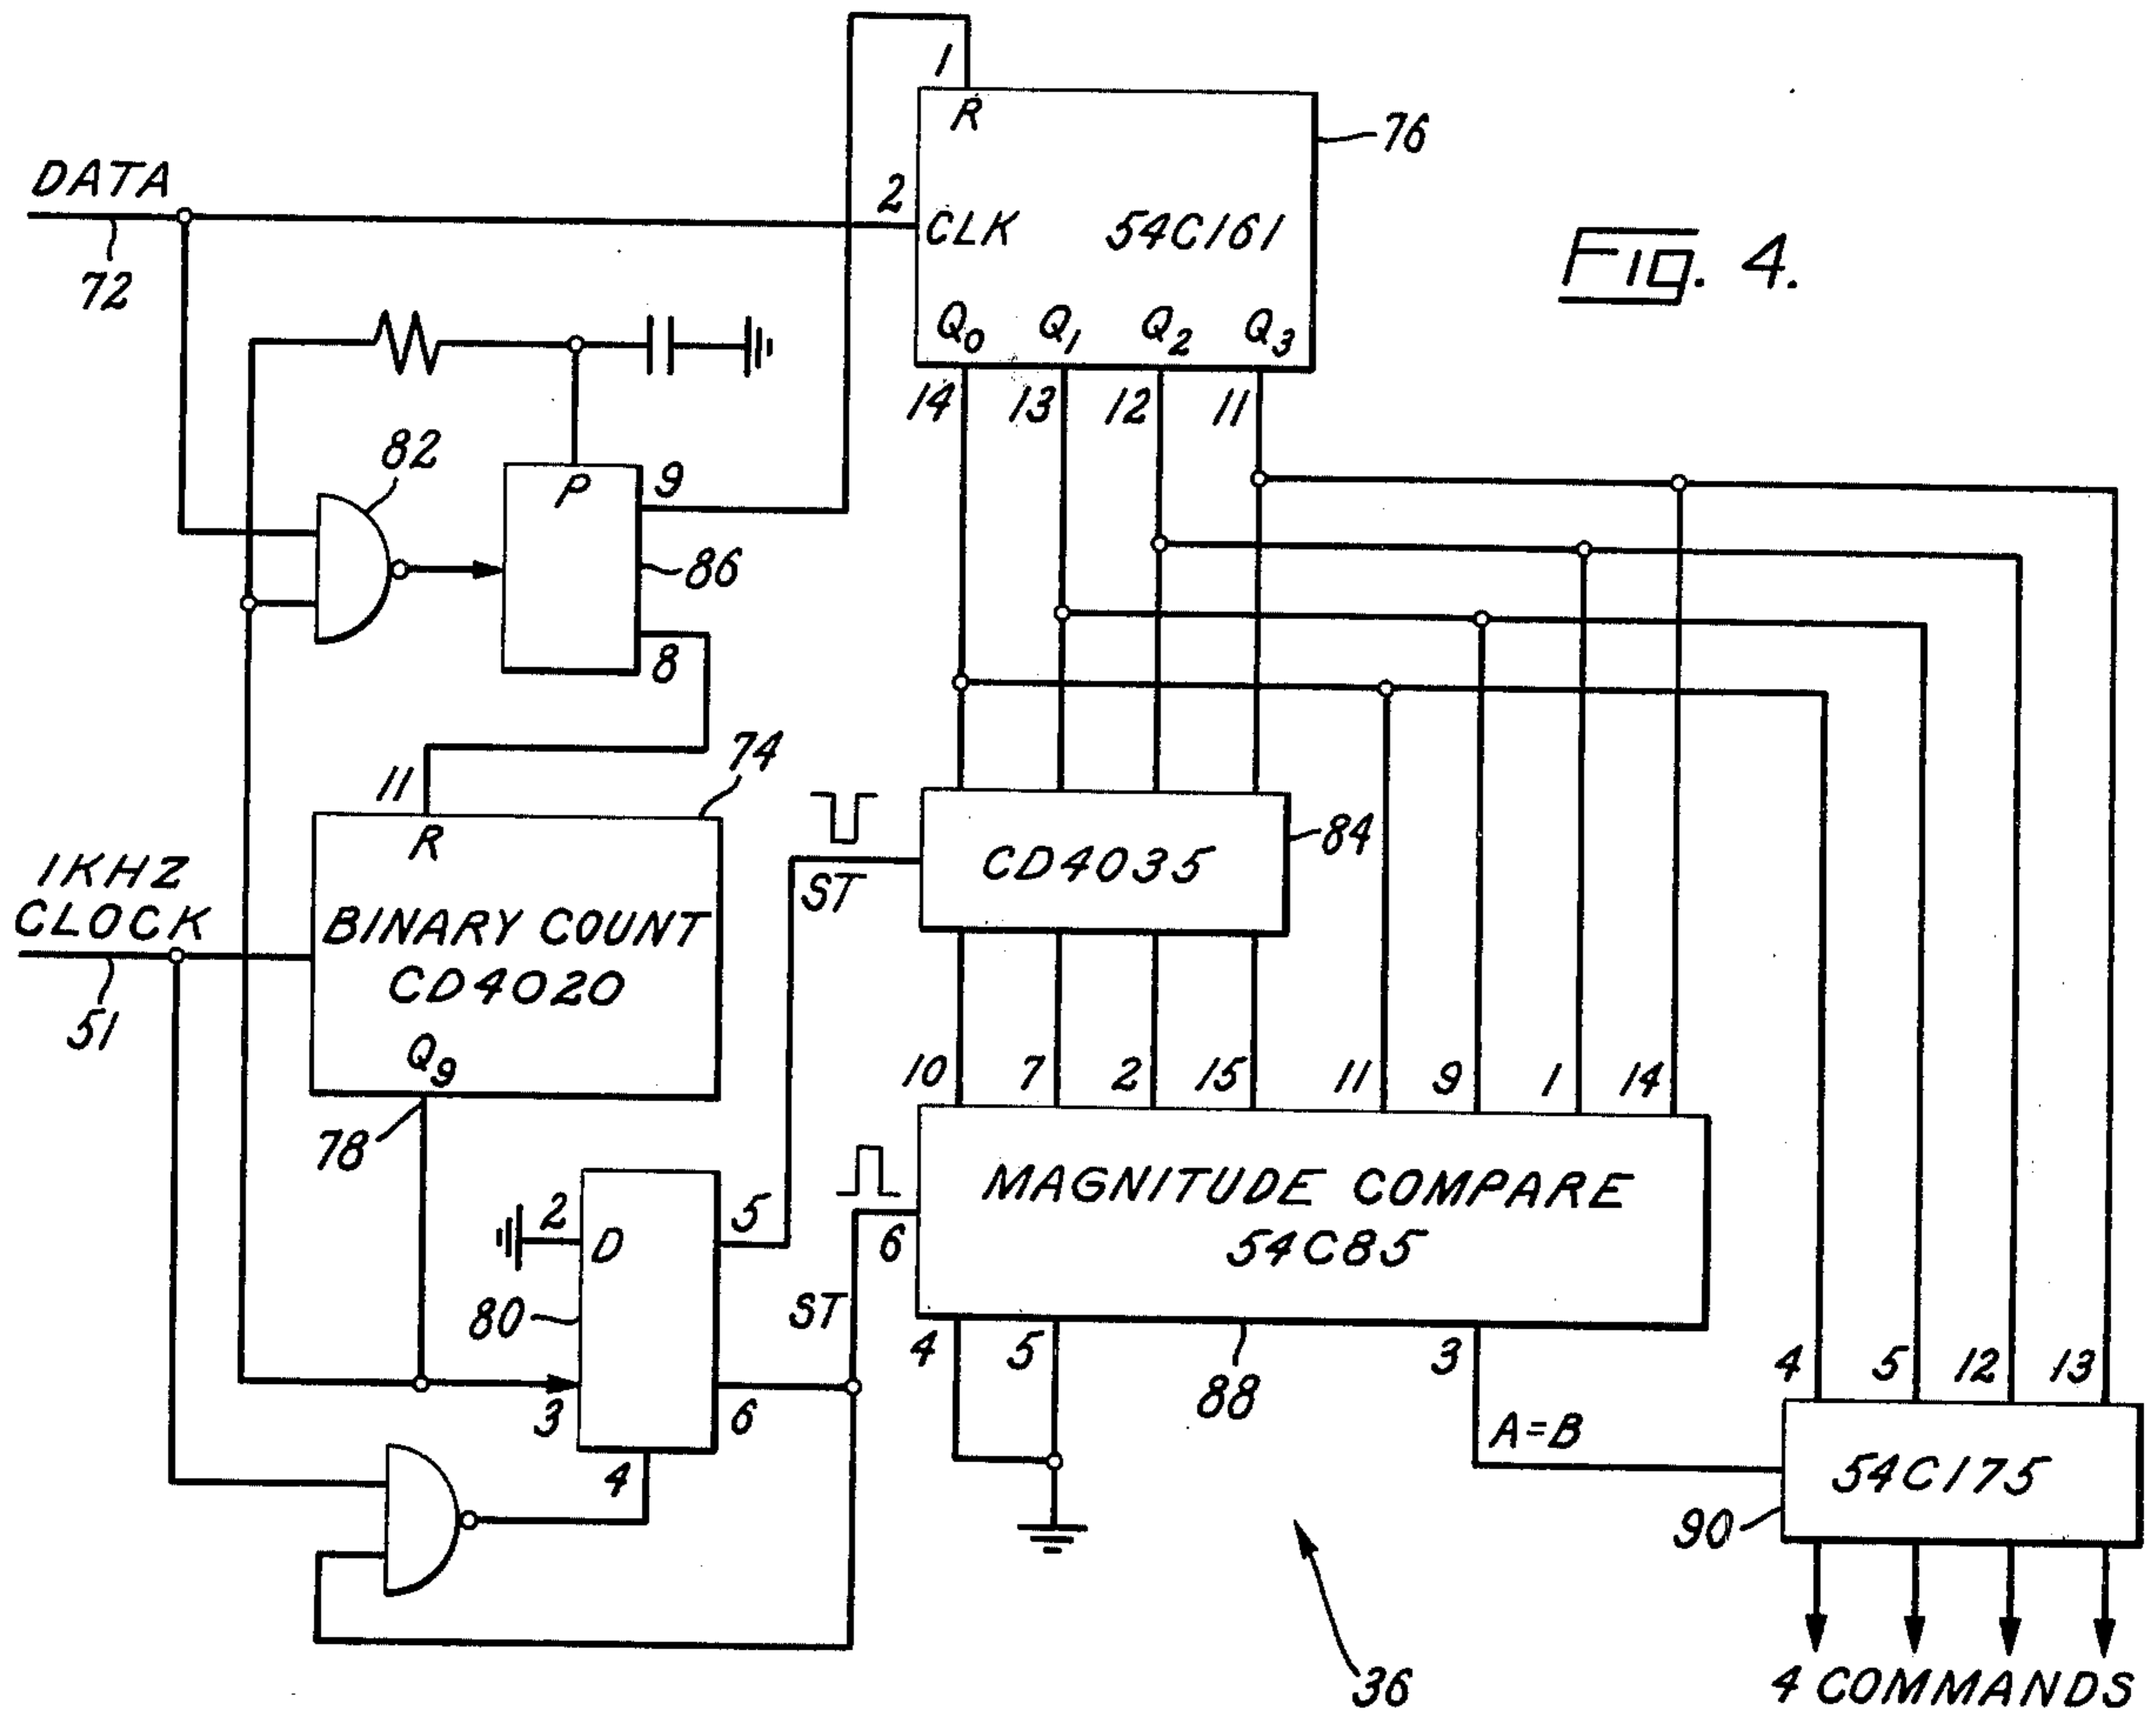 1
R
76
DATA
2
CLK
54C161
72
Fig. 4.
Q0 Q1 Q2 Q3
14 13 12 11
82
P
9
86
8
74
11
R
ST
CD4035
84
1KHZ
CLOCK
BINARY COUNT
CD4020
51
Q9
10 7 2 15 11 9 1 14
78
MAGNITUDE COMPARE
54C85
2
D
5
6
80
ST
4 5 3
88
4 5 12 13
3
6
A=B
4
54C175
90
36
4 COMMANDS